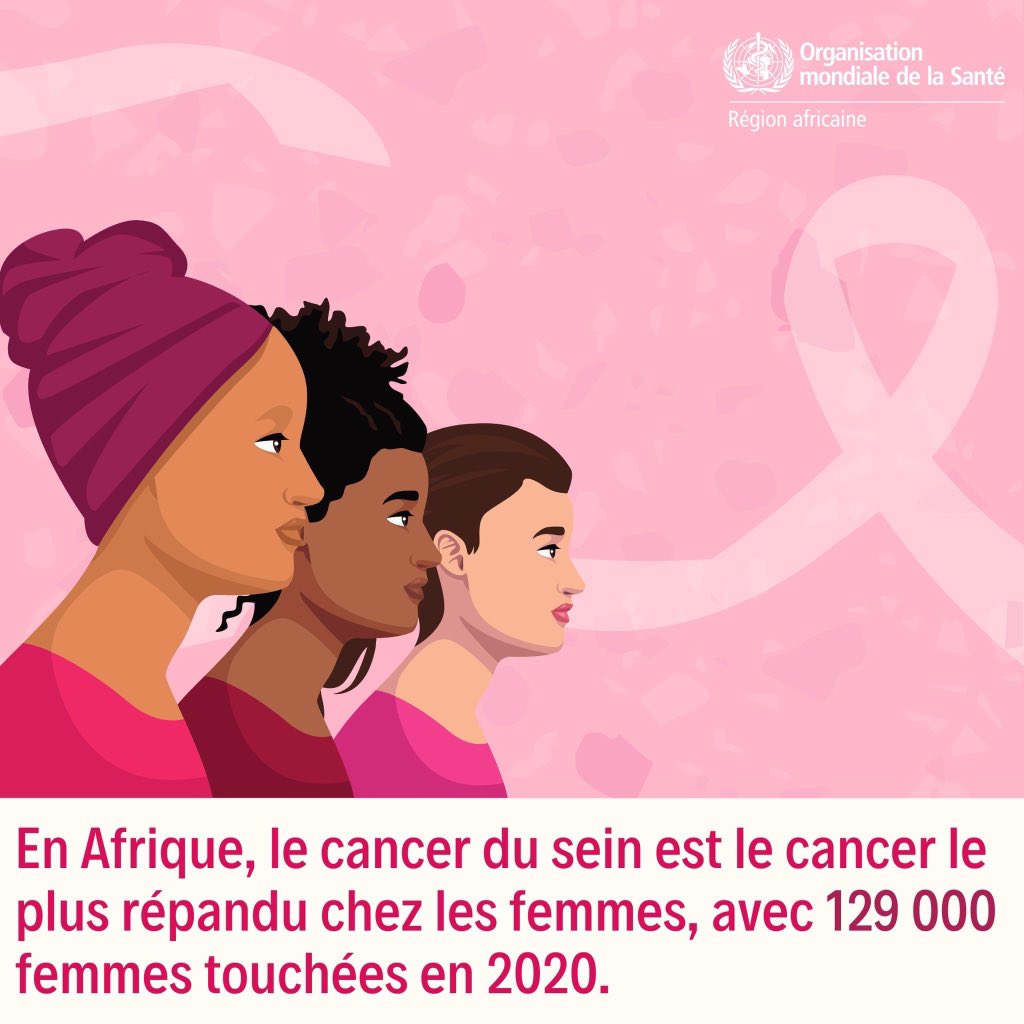 Organisation
mondiale de la Santé
Région africaine
En Afrique, le cancer du sein est le cancer le
plus répandu chez les femmes, avec 129 000
femmes touchées en 2020.